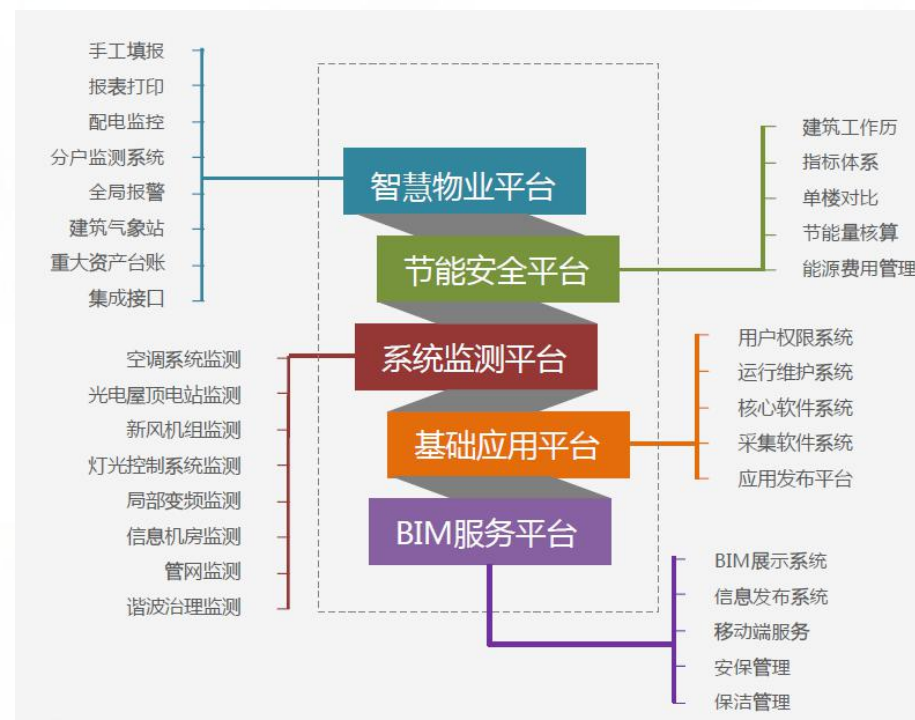 手工填报
报表打印
配电监控
分户监测系统
全局报警
建筑气象站
重大资产台账
集成接口
智慧物业平台
节能安全平台
建筑工作历
指标体系
单楼对比
节能量核算
能源费用管理
系统监测平台
空调系统监测
光电屋顶电站监测
新风机组监测
灯光控制系统监测
局部变频监测
信息机房监测
管网监测
谐波治理监测
基础应用平台
用户权限系统
运行维护系统
核心软件系统
采集软件系统
应用发布平台
BIM服务平台
BIM展示系统
信息发布系统
移动端服务
安保管理
保洁管理